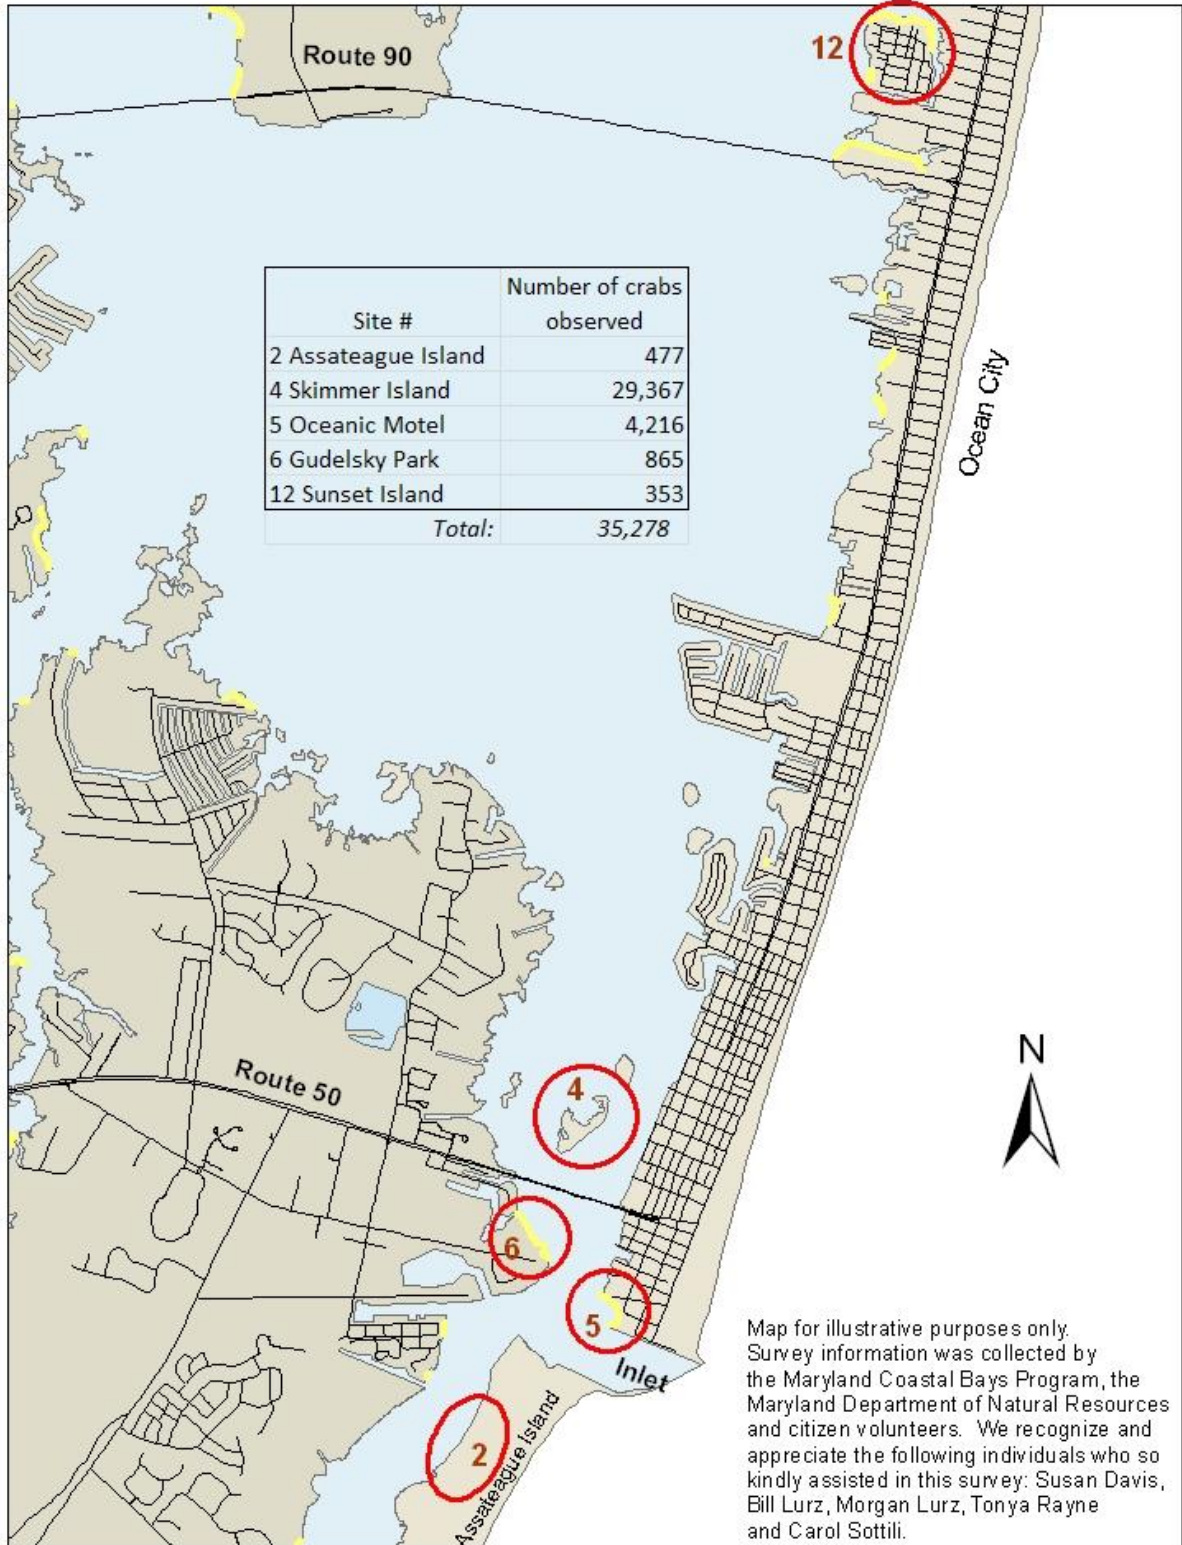 Route 90
12
Number of crabs
Site # observed
2 Assateague Island 477
4 Skimmer Island 29,367
5 Oceanic Motel 4,216
6 Gudelsky Park 865
12 Sunset Island 353
Total: 35,278
Ocean City
N
Route 50
4
6
5
Inlet
2
Assateague Island
Map for illustrative purposes only.
Survey information was collected by
the Maryland Coastal Bays Program, the
Maryland Department of Natural Resources
and citizen volunteers. We recognize and
appreciate the following individuals who so
kindly assisted in this survey: Susan Davis,
Bill Lurz, Morgan Lurz, Tonya Rayne
and Carol Sottili.